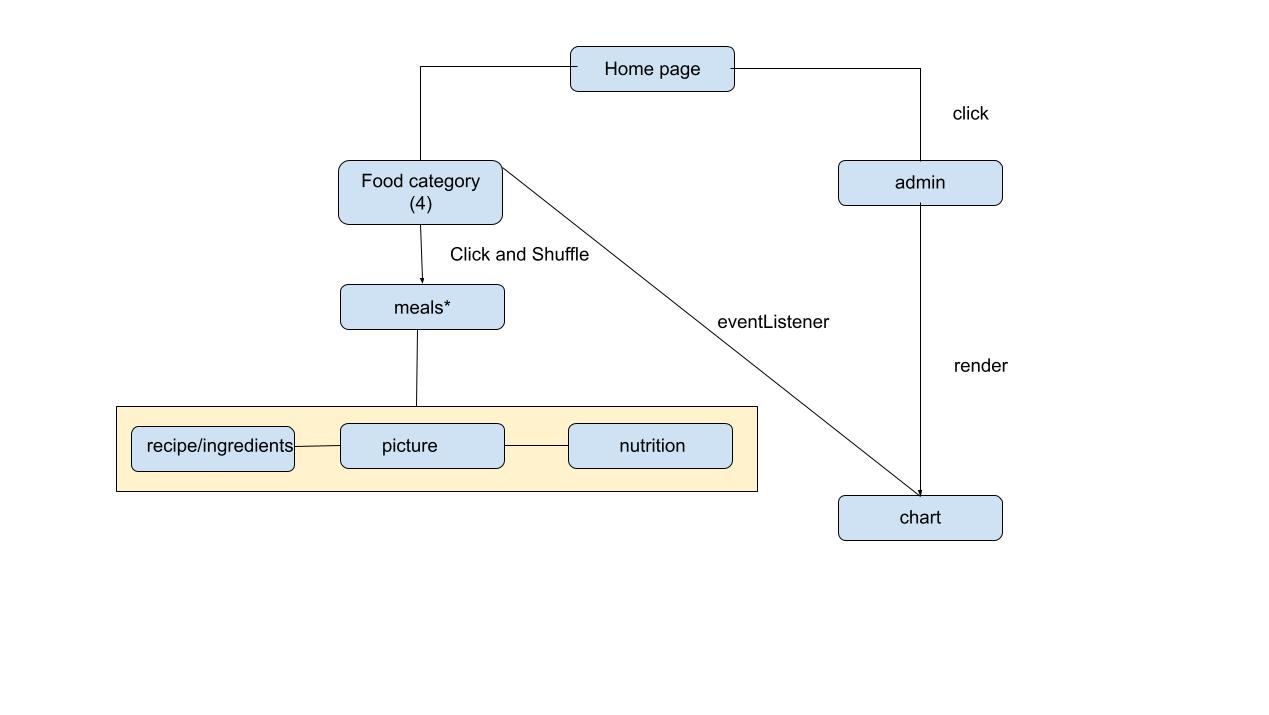 Home page
click
Food category
(4)
admin
Click and Shuffle
meals*
eventListener
render
recipe/ingredients
picture
nutrition
chart